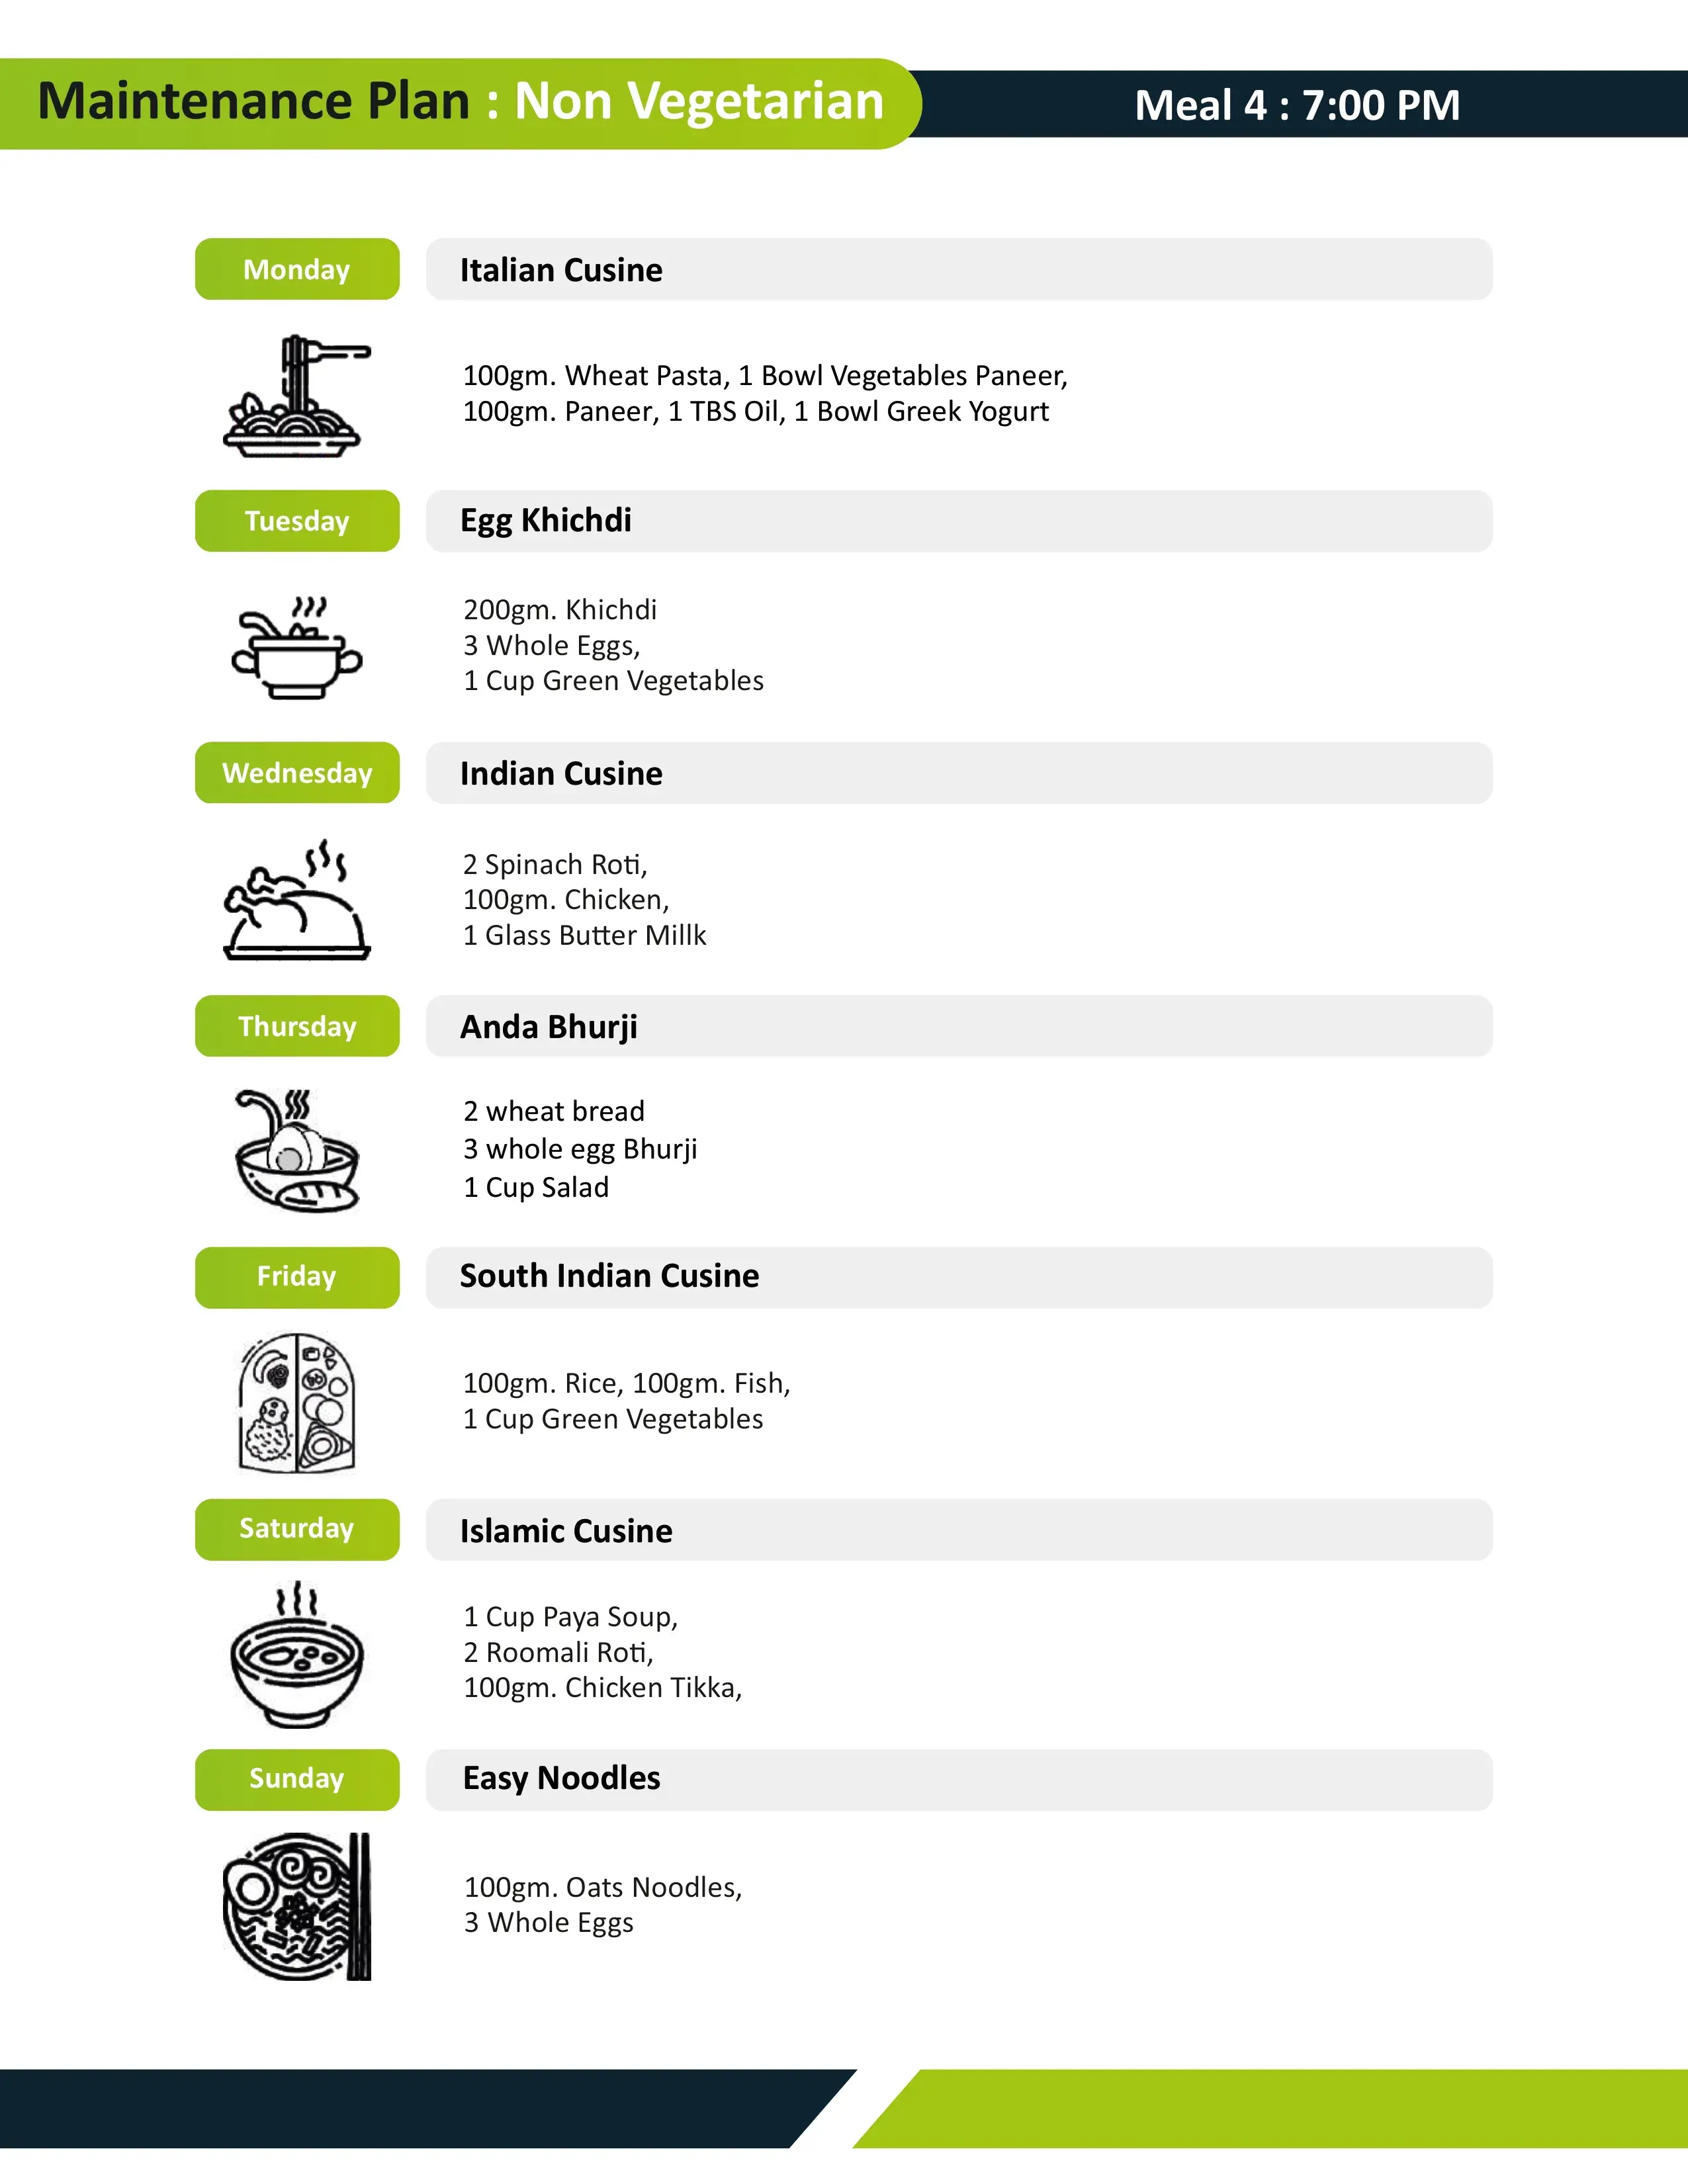 Maintenance Plan : Non Vegetarian
Meal 4 : 7:00 PM
Monday
Italian Cusine
100gm. Wheat Pasta, 1 Bowl Vegetables Paneer,
100gm. Paneer, 1 TBS Oil, 1 Bowl Greek Yogurt
Tuesday
Egg Khichdi
200gm. Khichdi
3 Whole Eggs,
1 Cup Green Vegetables
Wednesday
Indian Cusine
2 Spinach Roti,
100gm. Chicken,
1 Glass Butter Millk
Thursday
Anda Bhurji
2 wheat bread
3 whole egg Bhurji
1 Cup Salad
Friday
South Indian Cusine
100gm. Rice, 100gm. Fish,
1 Cup Green Vegetables
Saturday
Islamic Cusine
1 Cup Paya Soup,
2 Roomali Roti,
100gm. Chicken Tikka,
Sunday
Easy Noodles
100gm. Oats Noodles,
3 Whole Eggs